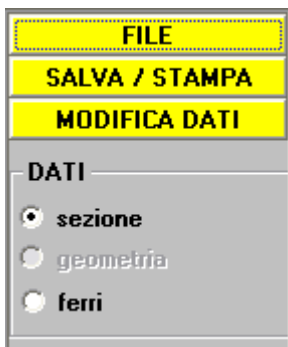 FILE
SALVA / STAMPA
MODIFICA DATI
DATI
sezione
geometria
ferri